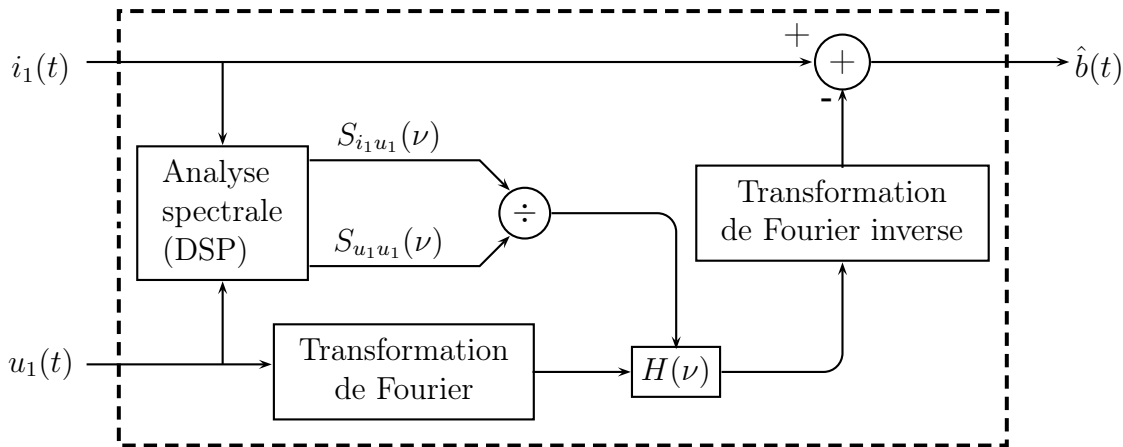 +
i₁(t)
+
b̂(t)
-
S_{i₁u₁}(ν)
Analyse
spectrale
(DSP)
÷
S_{u₁u₁}(ν)
Transformation
de Fourier inverse
u₁(t)
Transformation
de Fourier
H(ν)